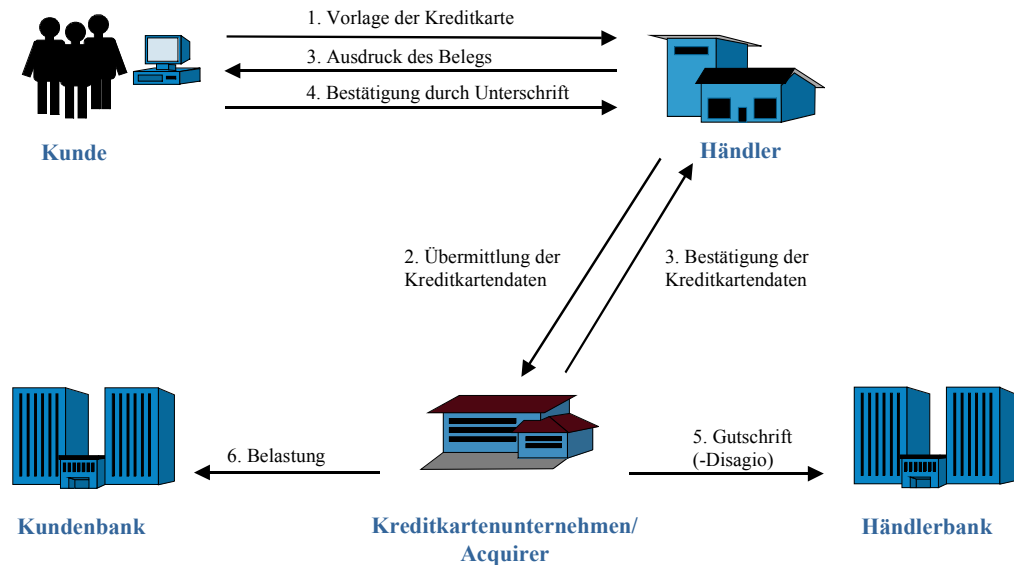 1. Vorlage der Kreditkarte
3. Ausdruck des Belegs
4. Bestätigung durch Unterschrift
Kunde
Händler
2. Übermittlung der
Kreditkartendaten
3. Bestätigung der
Kreditkartendaten
6. Belastung
5. Gutschrift
(-Disagio)
Kundenbank
Kreditkartenunternehmen/
Acquirer
Händlerbank